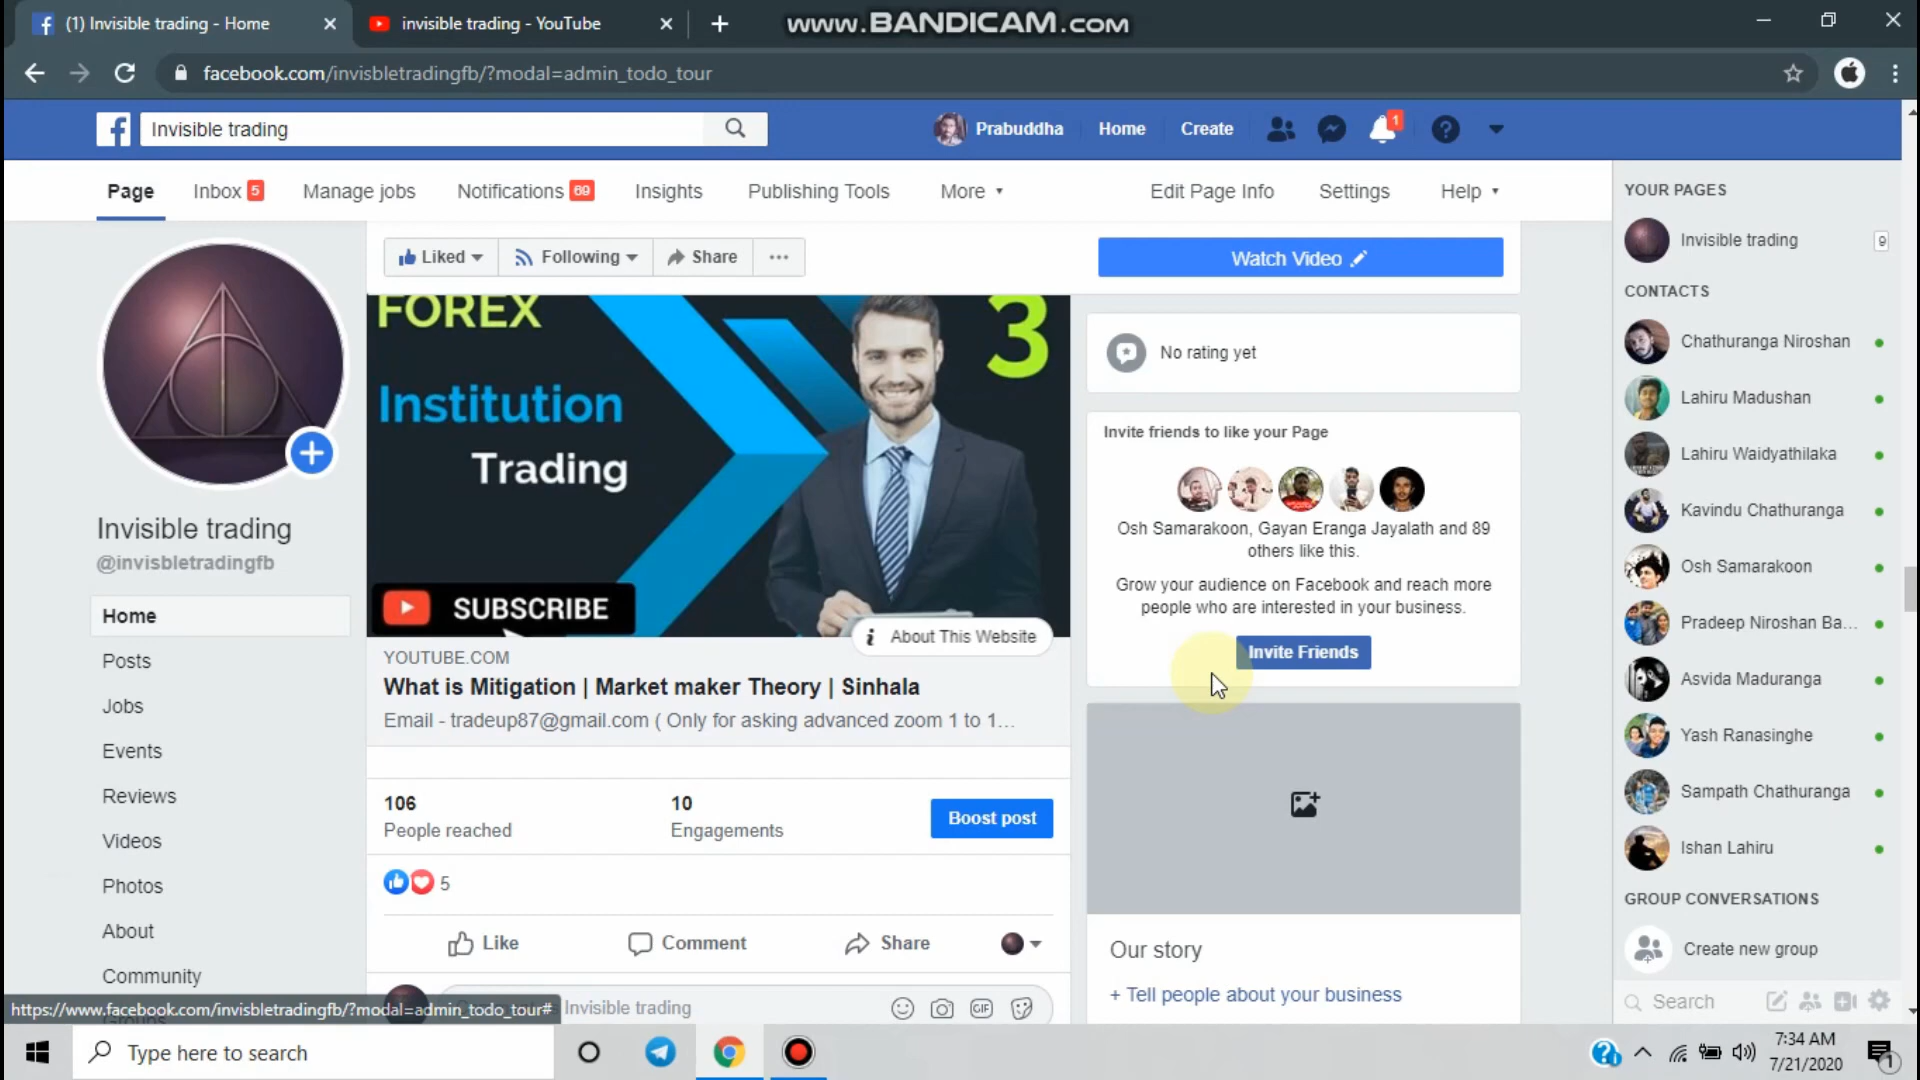 (1) Invisible trading - Home
invisible trading - YouTube
www.BANDICAM.com
facebook.com/invisbletradingfb/?modal=admin_todo_tour
Invisible trading
Prabuddha
Home
Create
1
Page
Inbox 5
Manage jobs
Notifications 69
Insights
Publishing Tools
More
Edit Page Info
Settings
Help
Invisible trading
@invisbletradingfb
Home
Posts
Jobs
Events
Reviews
Videos
Photos
About
Community
https://www.facebook.com/invisbletradingfb/?modal=admin_todo_tour#
Liked
Following
Share
Watch Video
FOREX
3
Institution
Trading
SUBSCRIBE
About This Website
YOUTUBE.COM
What is Mitigation | Market maker Theory | Sinhala
Email - tradeup87@gmail.com ( Only for asking advanced zoom 1 to 1…
106
People reached
10
Engagements
Boost post
5
Like
Comment
Share
Invisible trading
GIF
No rating yet
Invite friends to like your Page
Osh Samarakoon, Gayan Eranga Jayalath and 89
others like this.
Grow your audience on Facebook and reach more
people who are interested in your business.
Invite Friends
Our story
+ Tell people about your business
YOUR PAGES
Invisible trading
9
CONTACTS
Chathuranga Niroshan
Lahiru Madushan
Lahiru Waidyathilaka
Kavindu Chathuranga
Osh Samarakoon
Pradeep Niroshan Ba...
Asvida Maduranga
Yash Ranasinghe
Sampath Chathuranga
Ishan Lahiru
GROUP CONVERSATIONS
Create new group
Search
Type here to search
7:34 AM
7/21/2020
1